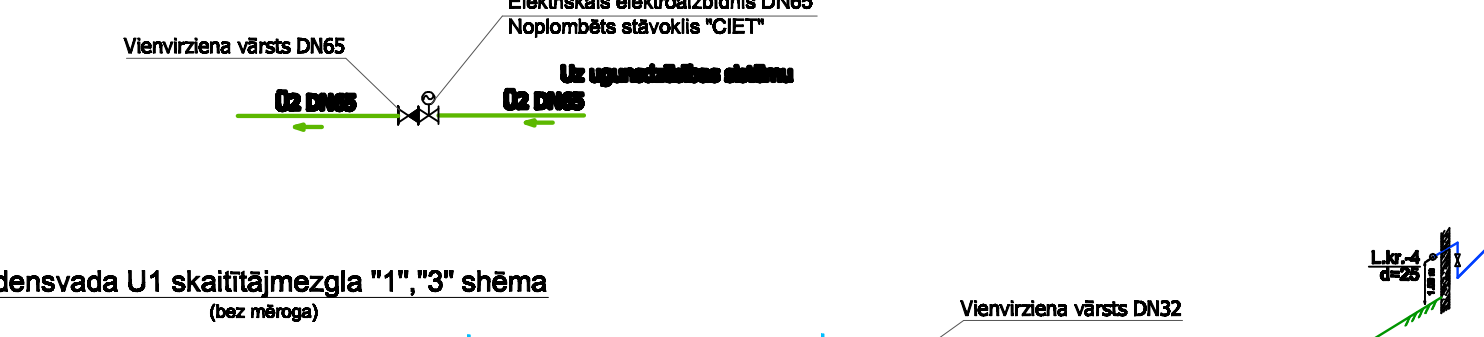 Elektriskais elektroaizbīdnis DN65
Noplombēts stāvoklis "CIET"
Vienvirziena vārsts DN65
Uz ugunsdzēsības sistēmu
Ū2 DN65
Ū2 DN65
densvada U1 skaitītājmezgla "1","3" shēma
(bez mēroga)
Vienvirziena vārsts DN32
L.kr.-4
d=25